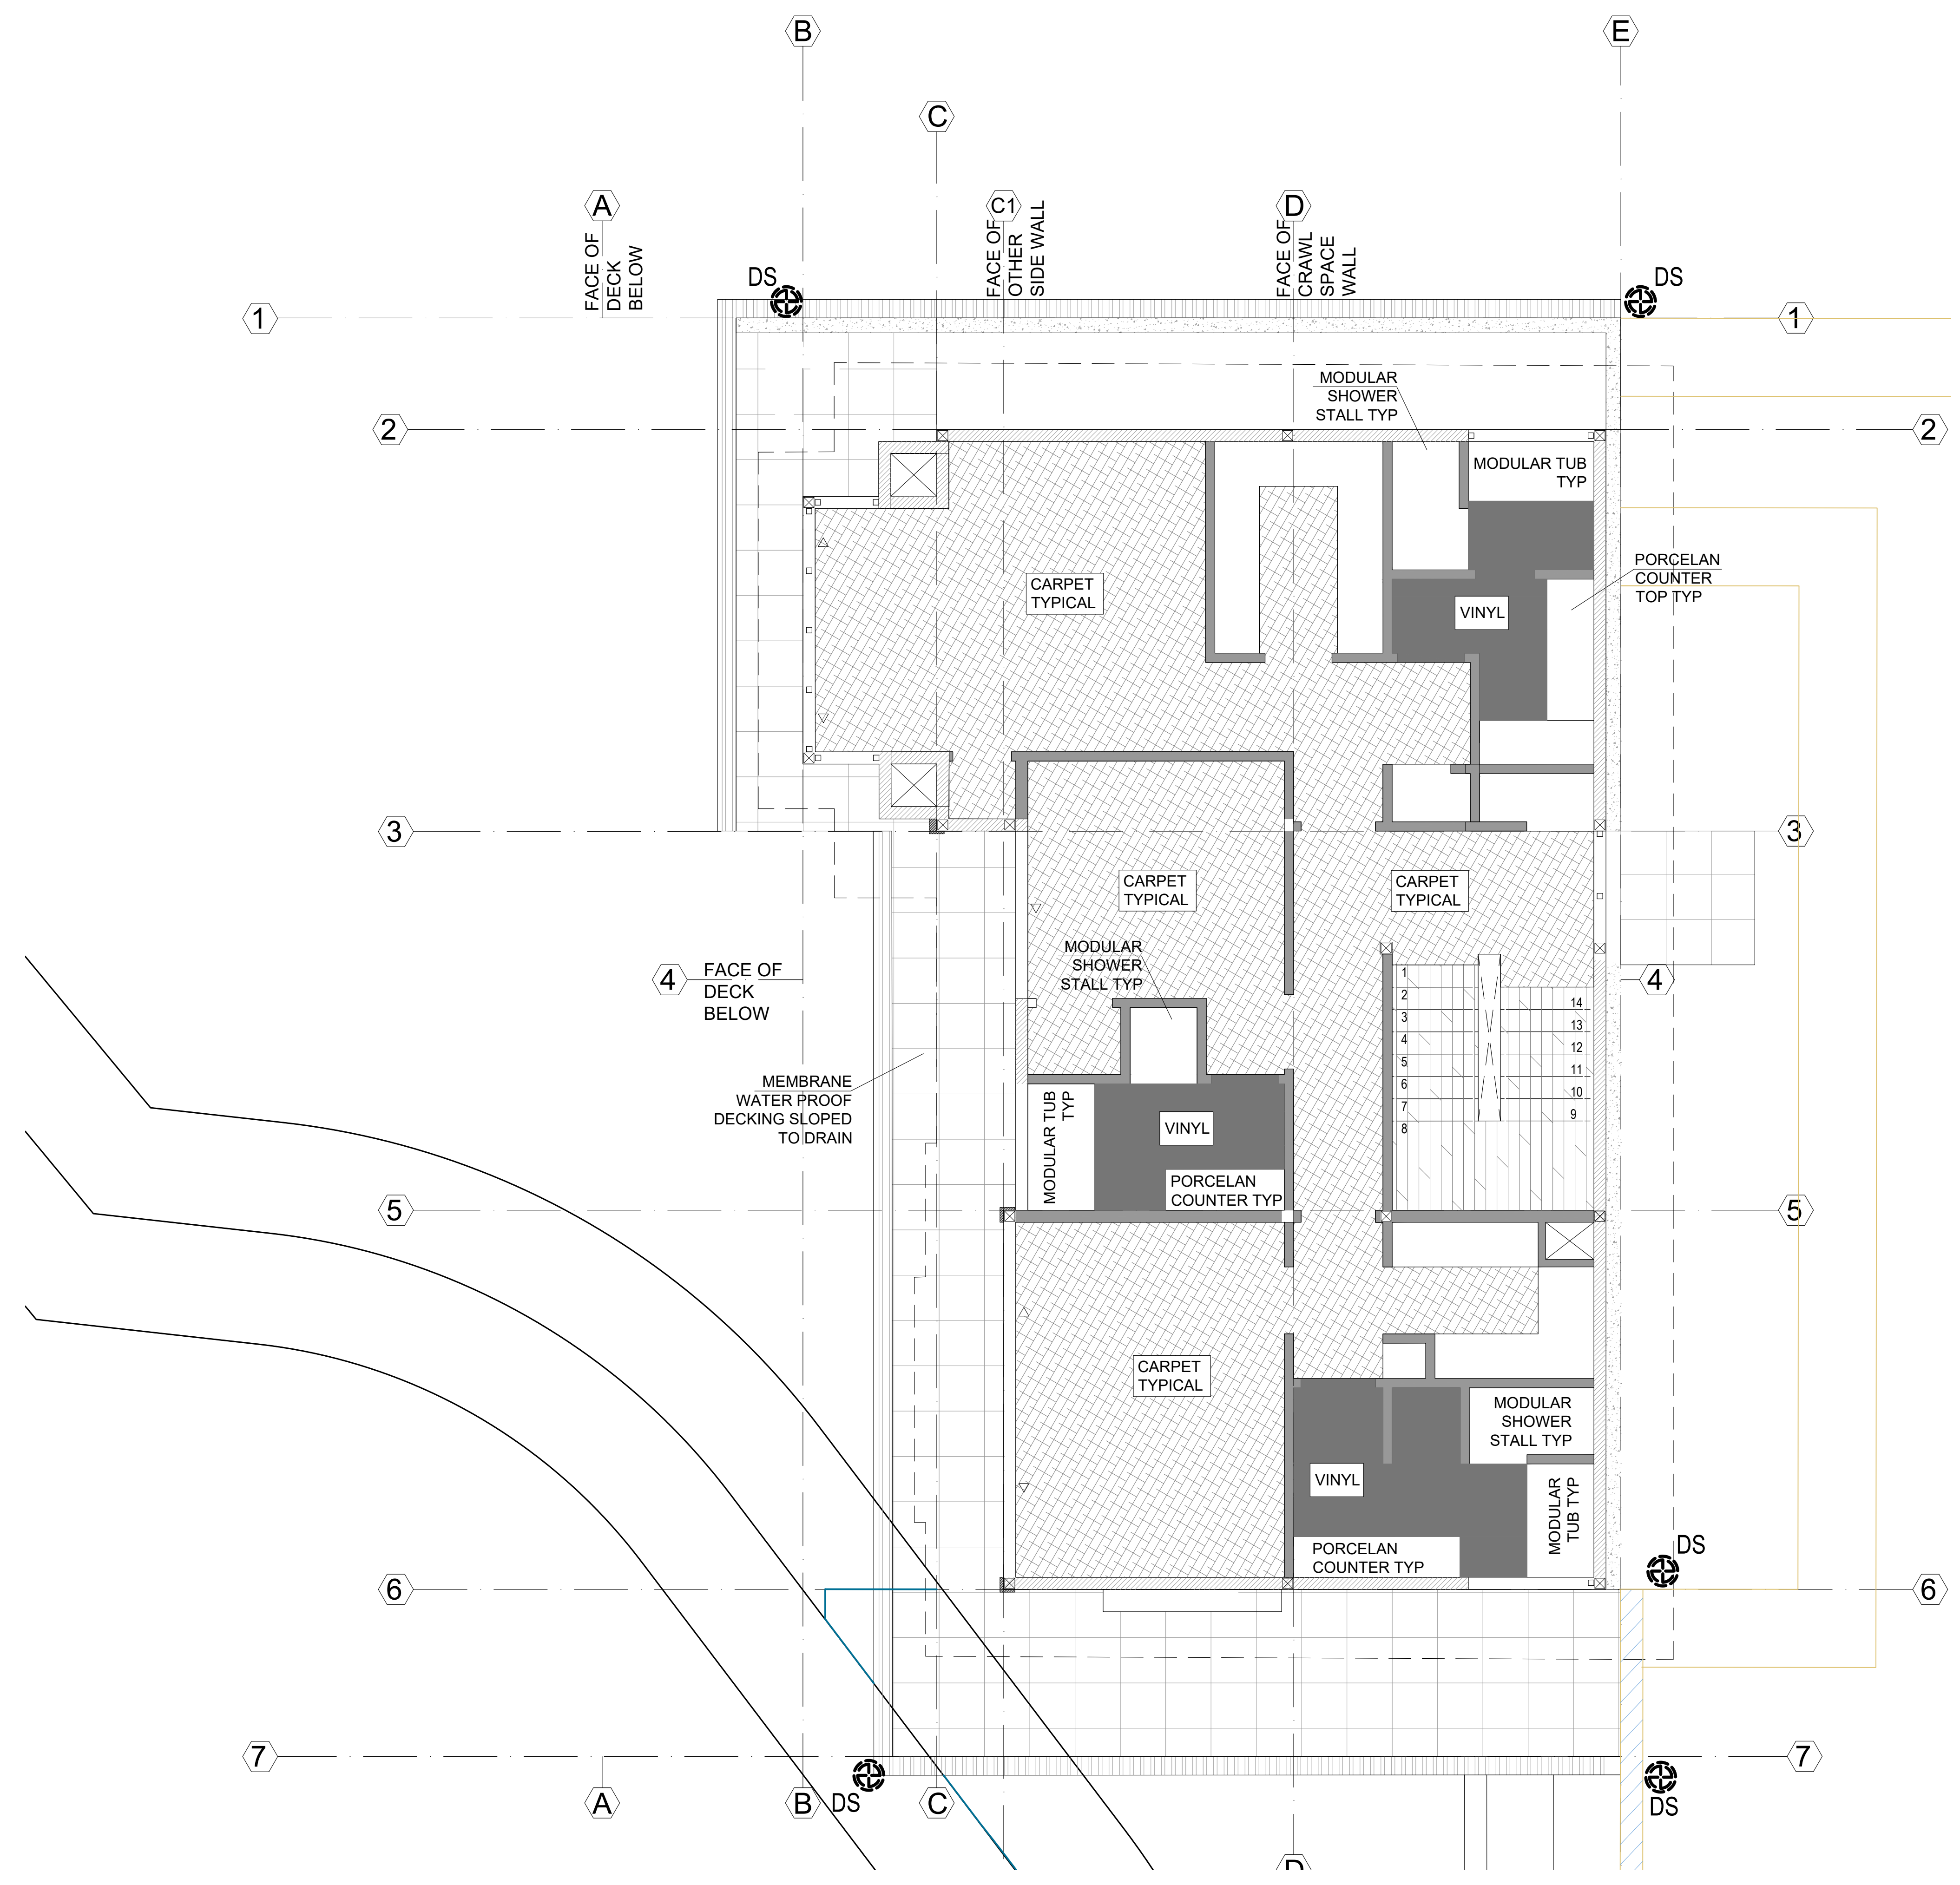 B
E
C
A
C1
D
FACE OF
DECK
BELOW
FACE OF
OTHER
SIDE WALL
FACE OF
CRAWL
SPACE
WALL
DS
DS
1
1
MODULAR
SHOWER
STALL TYP
2
2
MODULAR TUB
TYP
PORCELAN
COUNTER
TOP TYP
CARPET
TYPICAL
VINYL
3
3
CARPET
TYPICAL
CARPET
TYPICAL
MODULAR
SHOWER
STALL TYP
4
FACE OF
DECK
BELOW
4
1
2
3
4
5
6
7
8
14
13
12
11
10
9
MEMBRANE
WATER PROOF
DECKING SLOPED
TO DRAIN
MODULAR TUB
TYP
VINYL
PORCELAN
COUNTER TYP
5
5
CARPET
TYPICAL
MODULAR
SHOWER
STALL TYP
VINYL
MODULAR
TUB TYP
PORCELAN
COUNTER TYP
DS
6
6
7
7
A
B
DS
C
DS
D